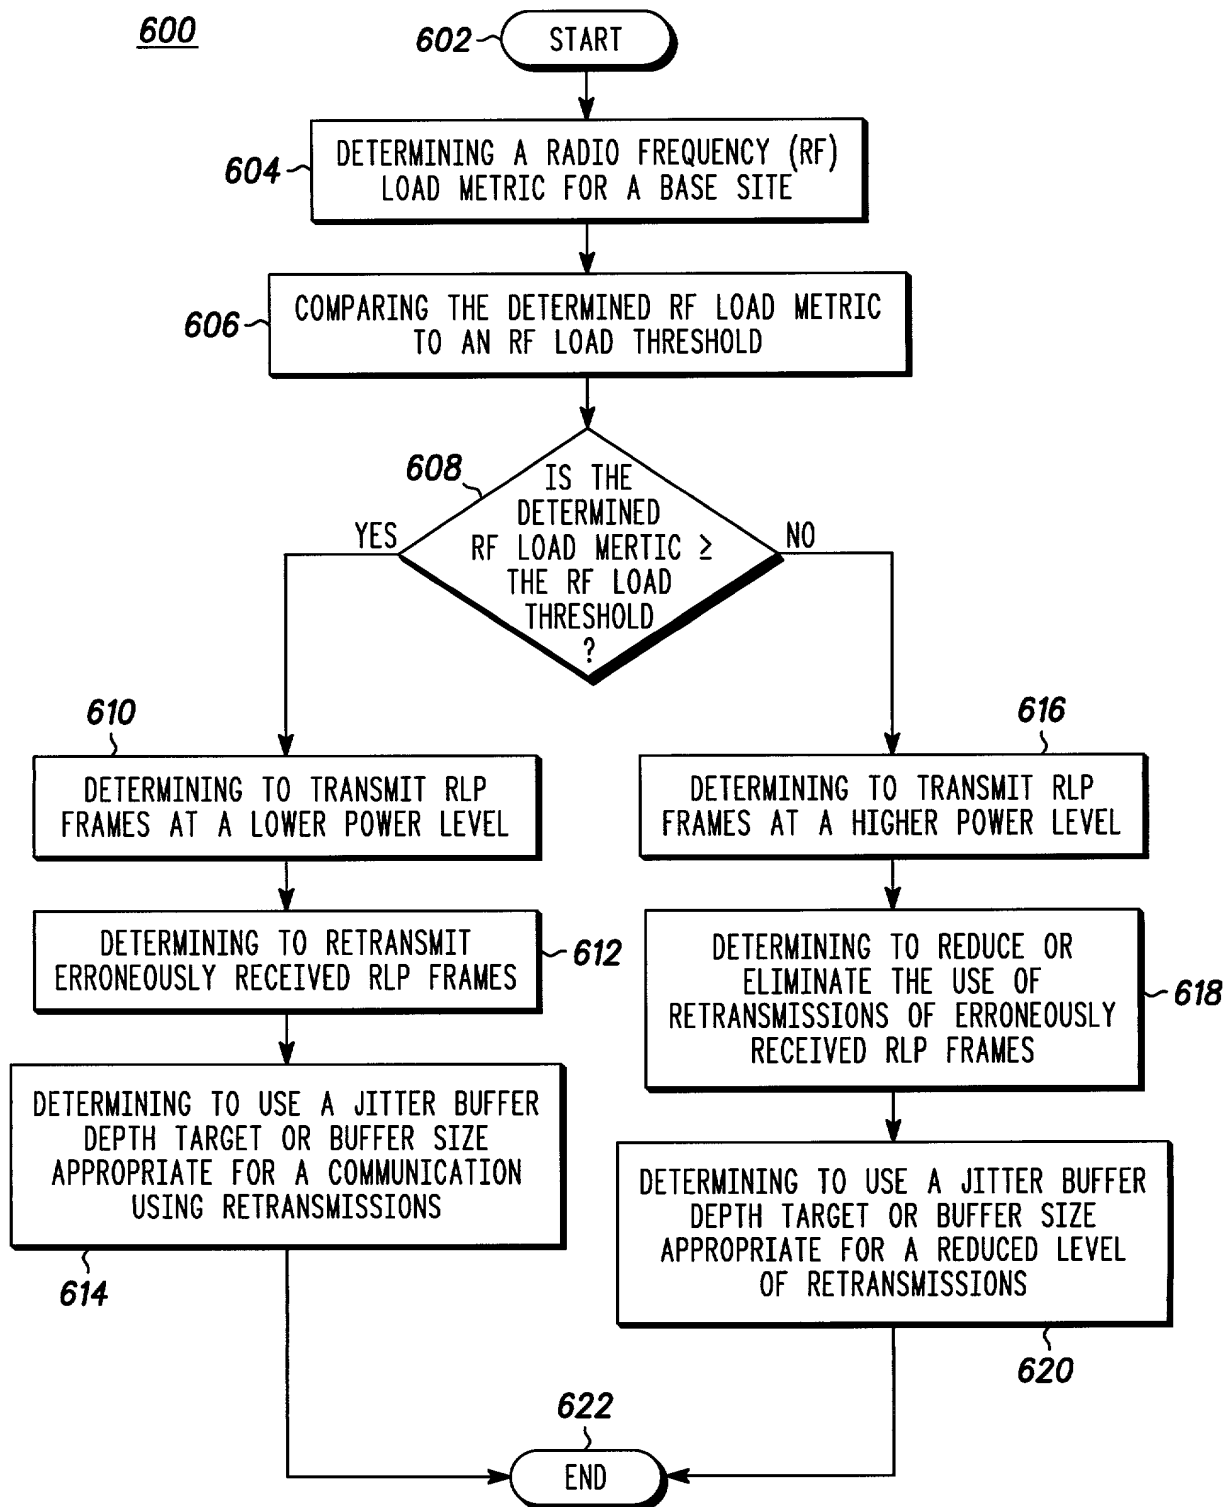 600
602
START
604
DETERMINING A RADIO FREQUENCY (RF)
LOAD METRIC FOR A BASE SITE
606
COMPARING THE DETERMINED RF LOAD METRIC
TO AN RF LOAD THRESHOLD
608
IS THE
DETERMINED
RF LOAD MERTIC ≥
THE RF LOAD
THRESHOLD
?
YES
NO
610
DETERMINING TO TRANSMIT RLP
FRAMES AT A LOWER POWER LEVEL
612
DETERMINING TO RETRANSMIT
ERRONEOUSLY RECEIVED RLP FRAMES
DETERMINING TO USE A JITTER BUFFER
DEPTH TARGET OR BUFFER SIZE
APPROPRIATE FOR A COMMUNICATION
USING RETRANSMISSIONS
614
616
DETERMINING TO TRANSMIT RLP
FRAMES AT A HIGHER POWER LEVEL
DETERMINING TO REDUCE OR
ELIMINATE THE USE OF
RETRANSMISSIONS OF ERRONEOUSLY
RECEIVED RLP FRAMES
618
DETERMINING TO USE A JITTER BUFFER
DEPTH TARGET OR BUFFER SIZE
APPROPRIATE FOR A REDUCED LEVEL
OF RETRANSMISSIONS
620
622
END